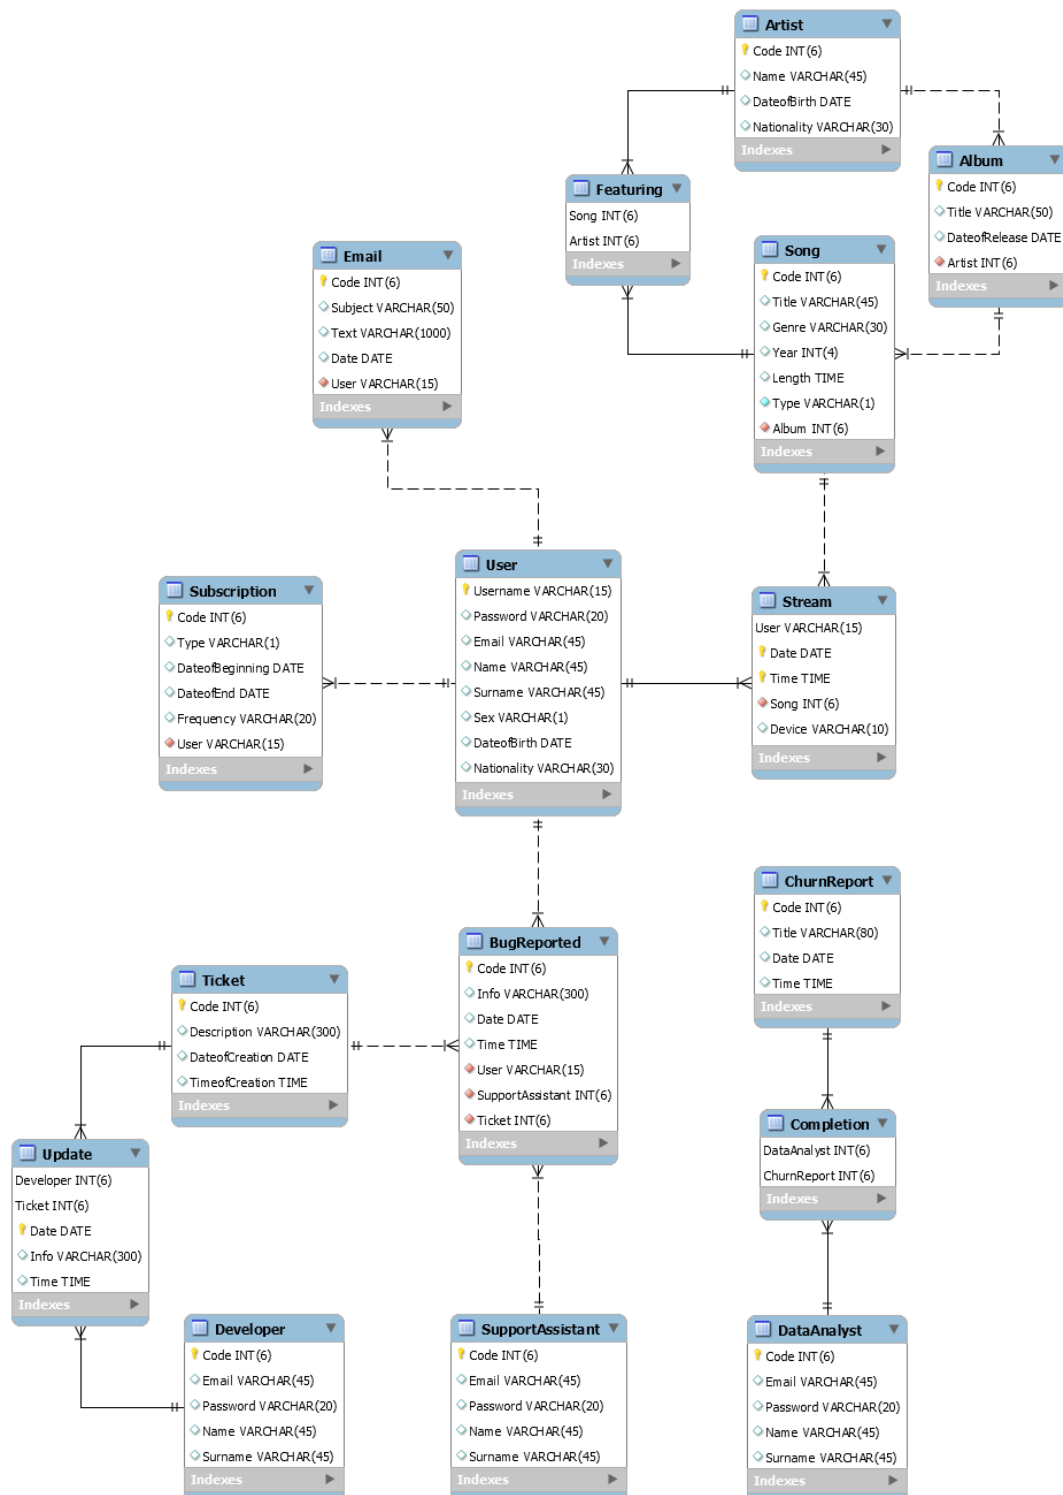 Artist
Code INT(6)
Name VARCHAR(45)
DateofBirth DATE
Nationality VARCHAR(30)
Indexes
Album
Code INT(6)
Title VARCHAR(50)
DateofRelease DATE
Artist INT(6)
Indexes
Featuring
Song INT(6)
Artist INT(6)
Indexes
Song
Code INT(6)
Title VARCHAR(45)
Genre VARCHAR(30)
Year INT(4)
Length TIME
Type VARCHAR(1)
Album INT(6)
Indexes
Email
Code INT(6)
Subject VARCHAR(50)
Text VARCHAR(1000)
Date DATE
User VARCHAR(15)
Indexes
User
Username VARCHAR(15)
Password VARCHAR(20)
Email VARCHAR(45)
Name VARCHAR(45)
Surname VARCHAR(45)
Sex VARCHAR(1)
DateofBirth DATE
Nationality VARCHAR(30)
Indexes
Subscription
Code INT(6)
Type VARCHAR(1)
DateofBeginning DATE
DateofEnd DATE
Frequency VARCHAR(20)
User VARCHAR(15)
Indexes
Stream
User VARCHAR(15)
Date DATE
Time TIME
Song INT(6)
Device VARCHAR(10)
Indexes
ChurnReport
Code INT(6)
Title VARCHAR(80)
Date DATE
Time TIME
Indexes
BugReported
Code INT(6)
Info VARCHAR(300)
Date DATE
Time TIME
User VARCHAR(15)
SupportAssistant INT(6)
Ticket INT(6)
Indexes
Ticket
Code INT(6)
Description VARCHAR(300)
DateofCreation DATE
TimeofCreation TIME
Indexes
Completion
DataAnalyst INT(6)
ChurnReport INT(6)
Indexes
Update
Developer INT(6)
Ticket INT(6)
Date DATE
Info VARCHAR(300)
Time TIME
Indexes
Developer
Code INT(6)
Email VARCHAR(45)
Password VARCHAR(20)
Name VARCHAR(45)
Surname VARCHAR(45)
Indexes
SupportAssistant
Code INT(6)
Email VARCHAR(45)
Password VARCHAR(20)
Name VARCHAR(45)
Surname VARCHAR(45)
Indexes
DataAnalyst
Code INT(6)
Email VARCHAR(45)
Password VARCHAR(20)
Name VARCHAR(45)
Surname VARCHAR(45)
Indexes